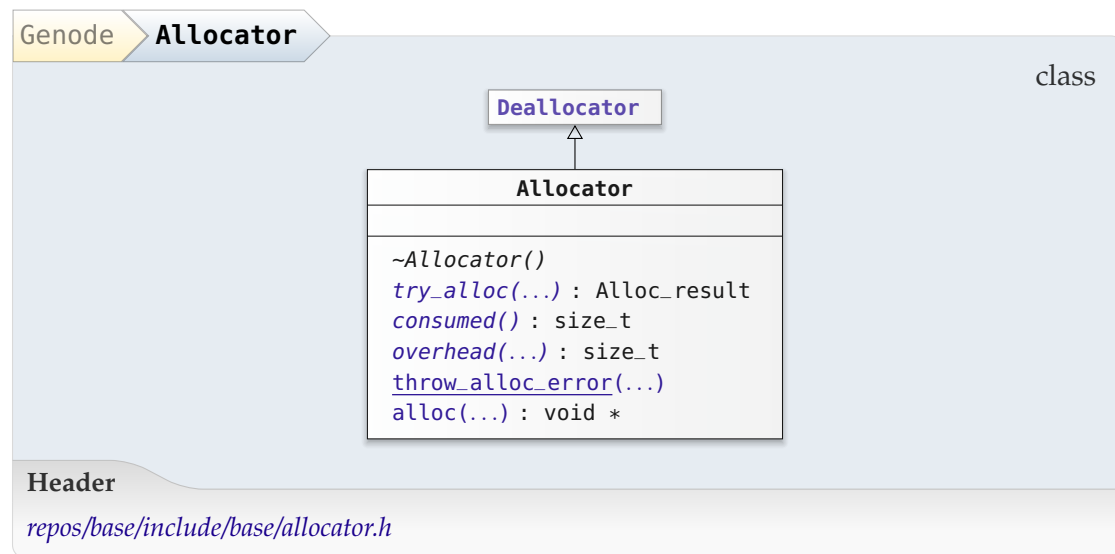 Genode Allocator
class
Deallocator
Allocator
~Allocator()
try_alloc(...) : Alloc_result
consumed() : size_t
overhead(...) : size_t
throw_alloc_error(...)
alloc(...) : void *
Header
repos/base/include/base/allocator.h